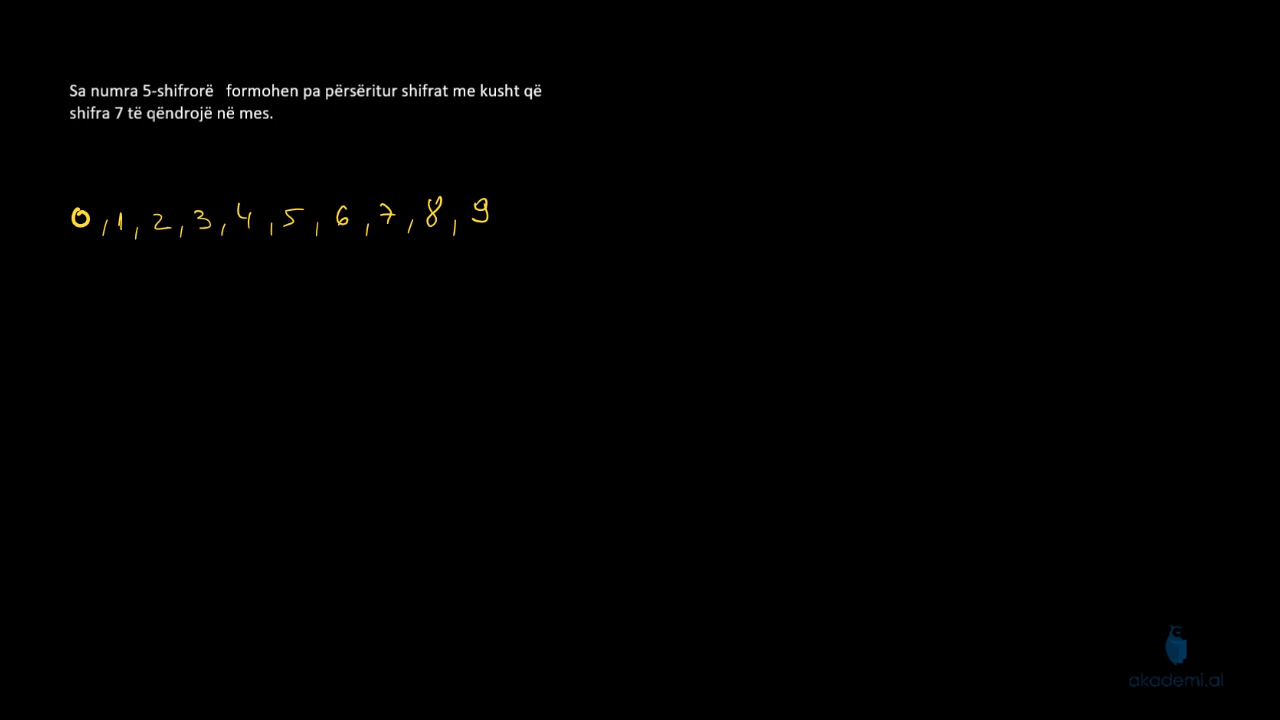 Sa numra 5-shifrorë formohen pa përsëritur shifrat me kusht që
shifra 7 të qëndrojë në mes.
0, 1, 2, 3, 4, 5, 6, 7, 8, 9
akademi.al